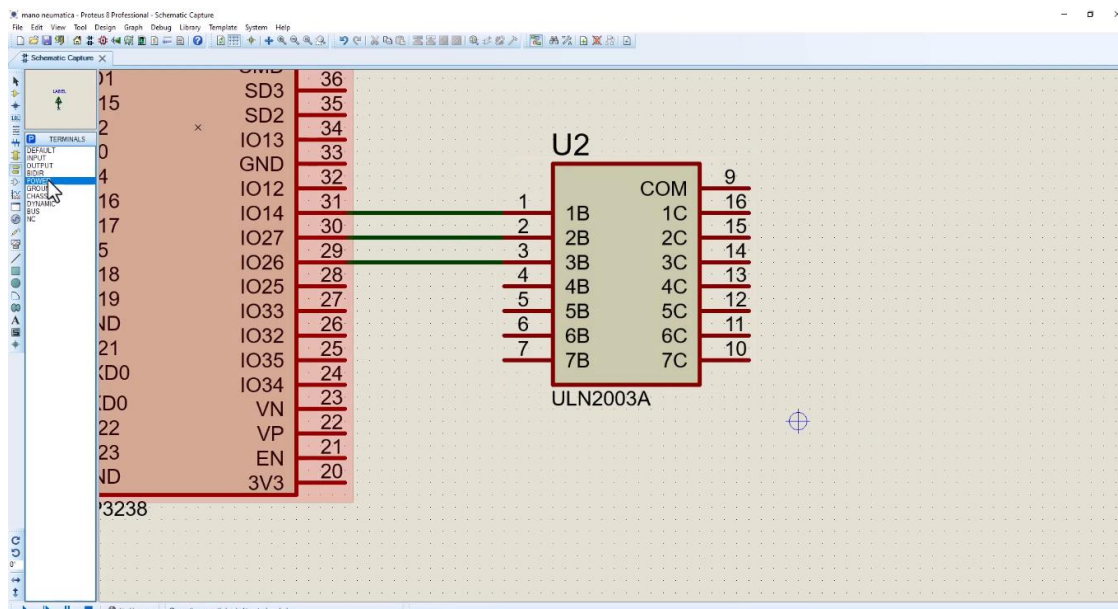 mano neumatica - Proteus 8 Professional - Schematic Capture
File Edit View Tool Design Graph Debug Library Template System Help
Schematic Capture
LABEL
P TERMINALS
DEFAULT
INPUT
OUTPUT
BIDIR
POWER
GROUND
CHASSIS
DYNAMIC
BUS
NC
SD3 36
SD2 35
IO13 34
GND 33
IO12 32
IO14 31
IO27 30
IO26 29
IO25 28
IO33 27
IO32 26
IO35 25
IO34 24
VN 23
VP 22
EN 21
3V3 20
15
16
17
18
19
21
22
23
3238
U2
COM 9
1 1B 1C 16
2 2B 2C 15
3 3B 3C 14
4 4B 4C 13
5 5B 5C 12
6 6B 6C 11
7 7B 7C 10
ULN2003A